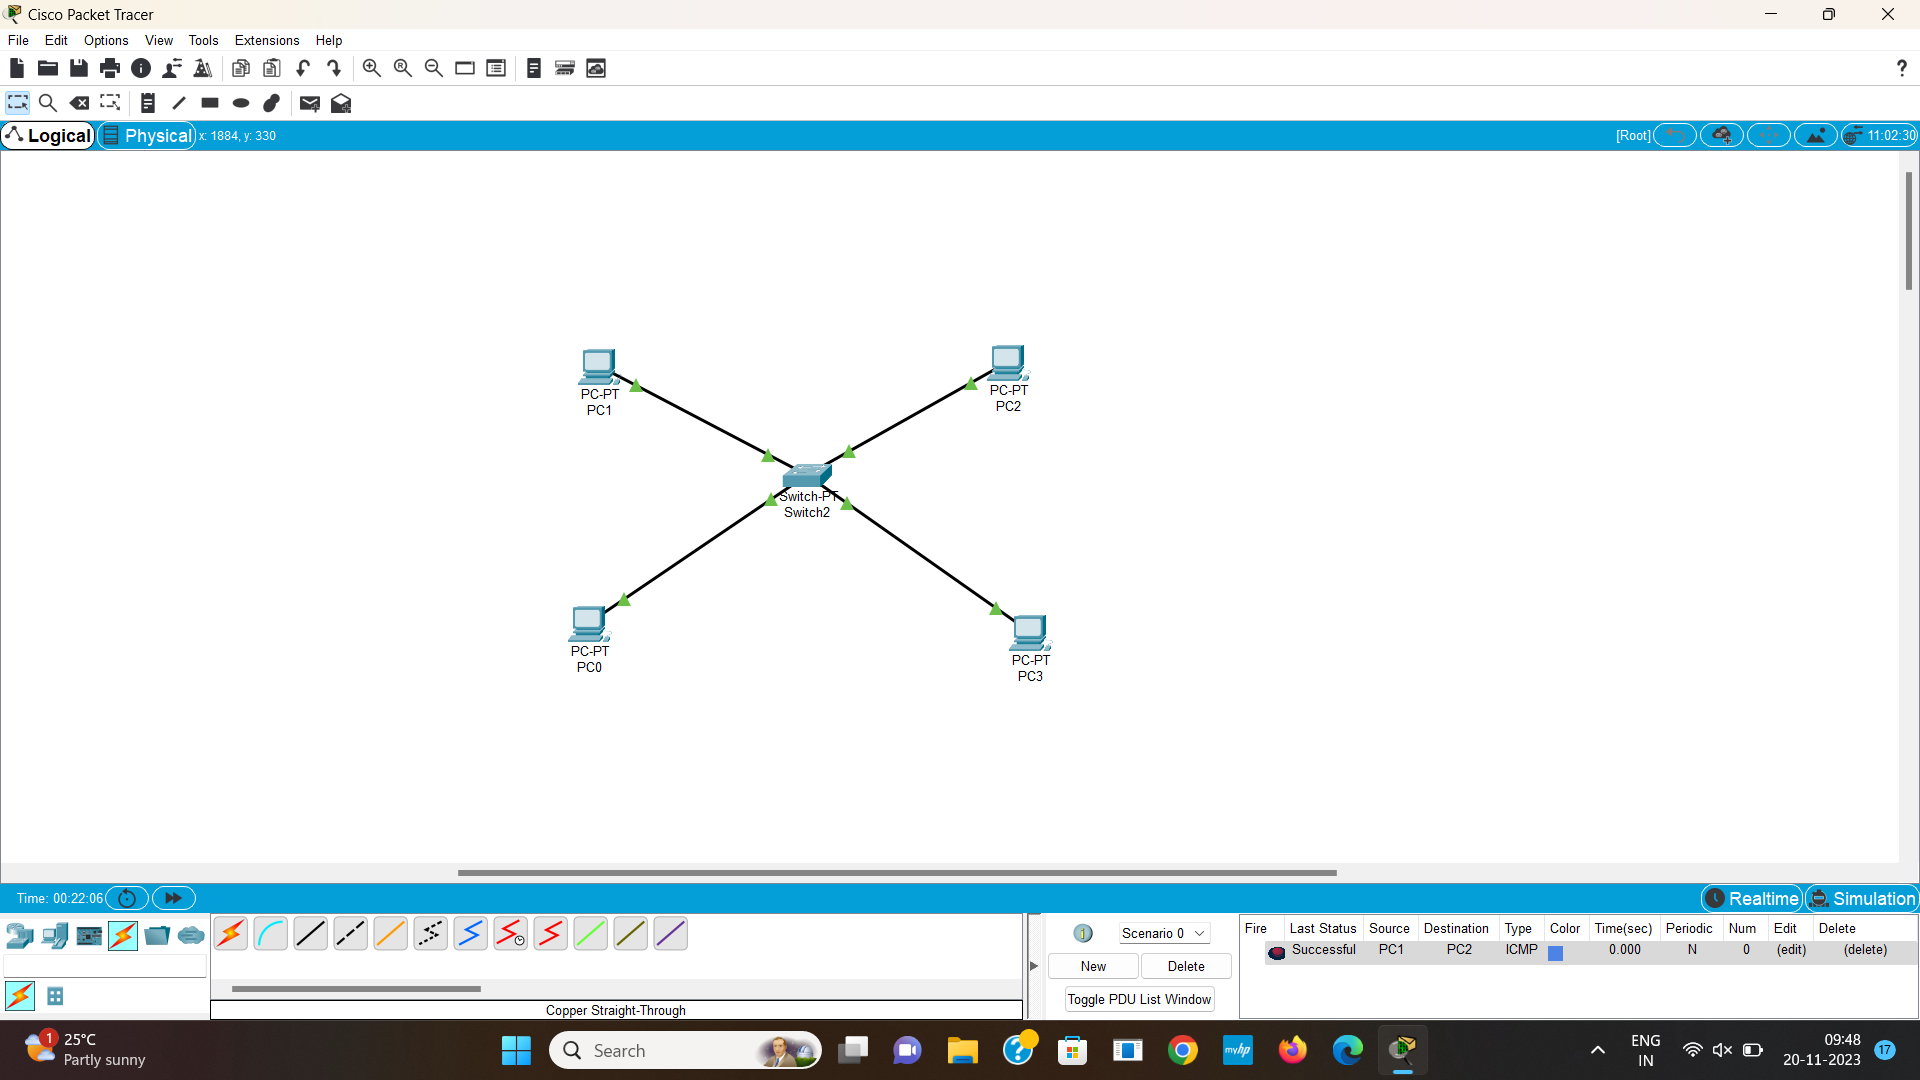 Cisco Packet Tracer
File Edit Options View Tools Extensions Help
?
Logical Physical x: 1884, y: 330 [Root] 11:02:30
PC-PT
PC1
PC-PT
PC2
Switch-PT
Switch2
PC-PT
PC0
PC-PT
PC3
Time: 00:22:06 Realtime Simulation
Scenario 0
New Delete
Toggle PDU List Window
Fire Last Status Source Destination Type Color Time(sec) Periodic Num Edit Delete
Successful PC1 PC2 ICMP 0.000 N 0 (edit) (delete)
Copper Straight-Through
1 25°C
Partly sunny
Search
myhp
ENG
IN
09:48
20-11-2023
17